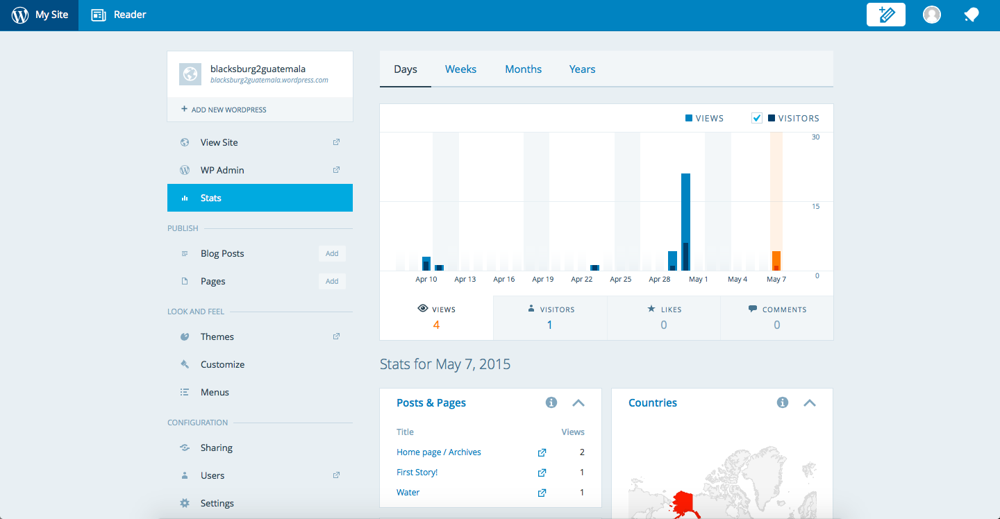 My Site
Reader
blacksburg2guatemala
blacksburg2guatemala.wordpress.com
+ ADD NEW WORDPRESS
View Site
WP Admin
Stats
PUBLISH
Blog Posts Add
Pages Add
LOOK AND FEEL
Themes
Customize
Menus
CONFIGURATION
Sharing
Users
Settings
Days Weeks Months Years
VIEWS VISITORS
30
15
0
Apr 10 Apr 13 Apr 16 Apr 19 Apr 22 Apr 25 Apr 28 May 1 May 4 May 7
VIEWS VISITORS LIKES COMMENTS
4 1 0 0
Stats for May 7, 2015
Posts & Pages
Title Views
Home page / Archives 2
First Story! 1
Water 1
Countries